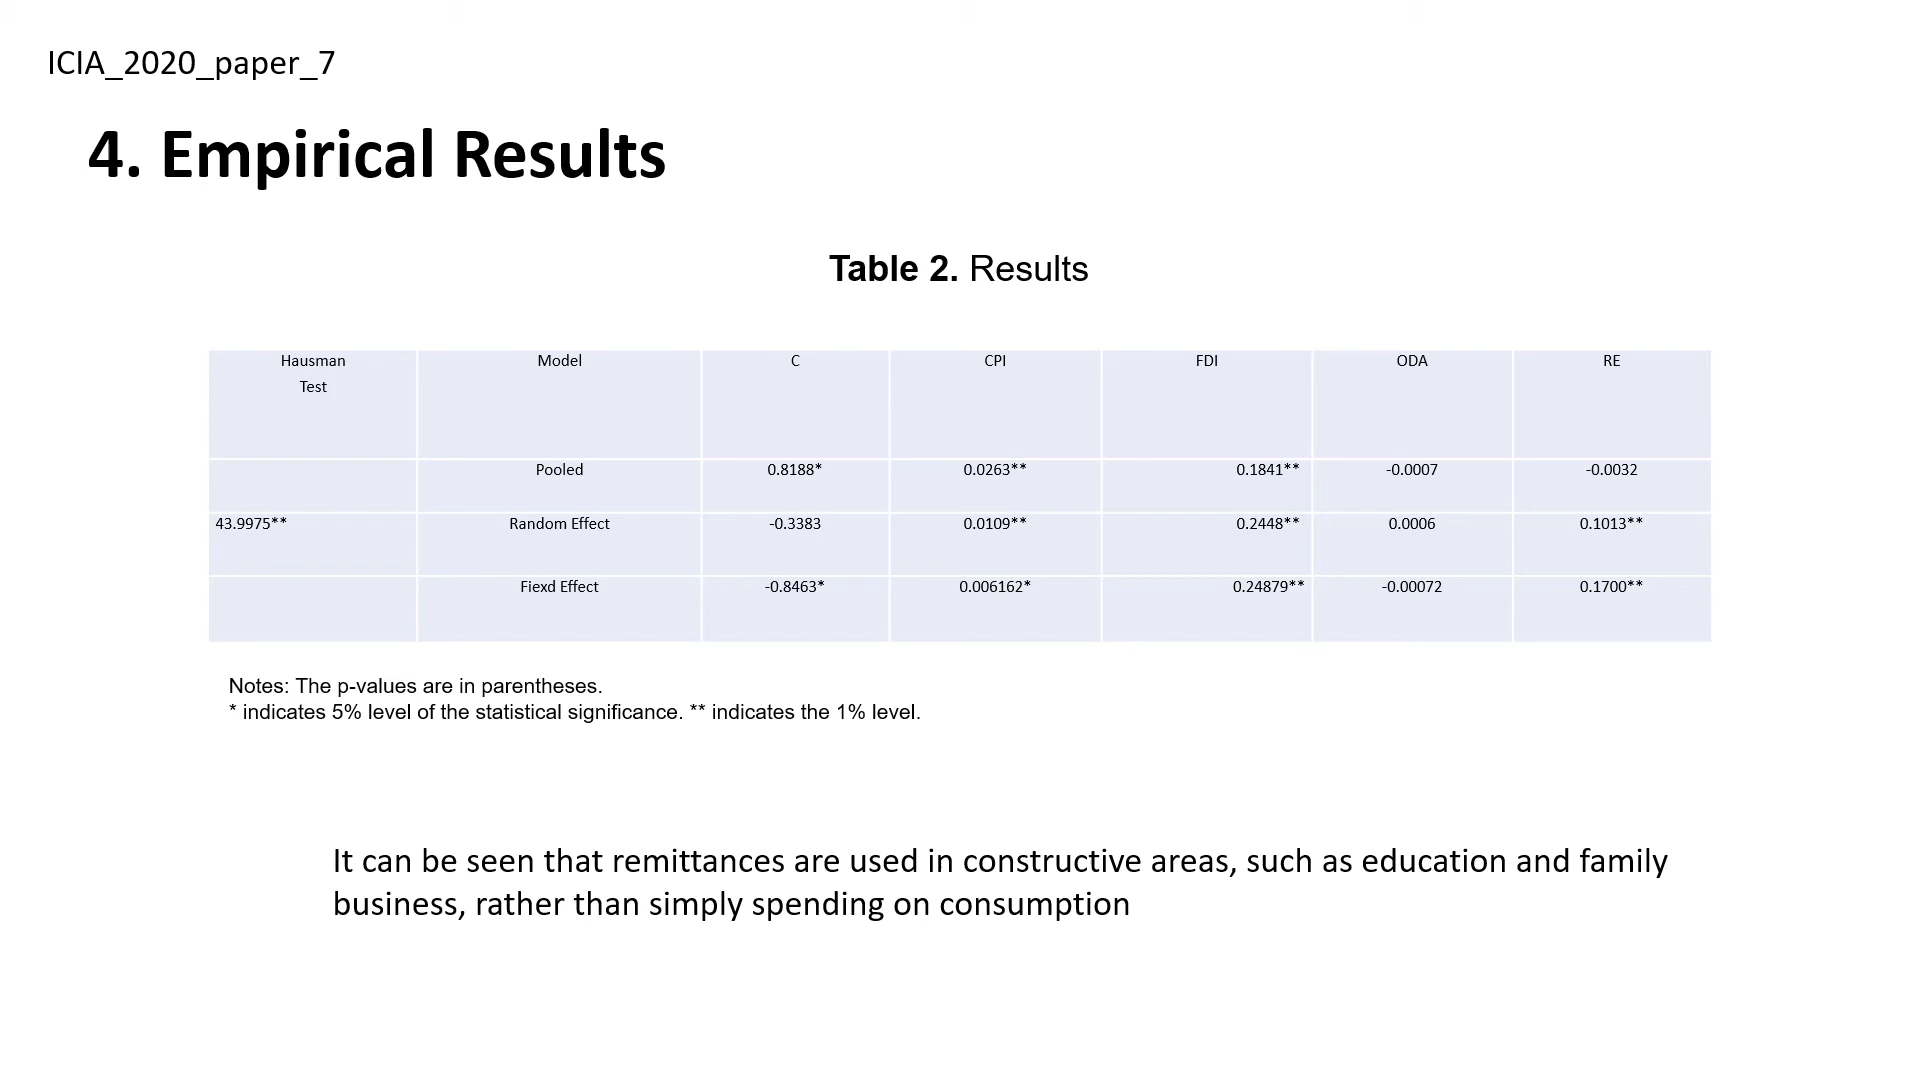 ICIA_2020_paper_7
4. Empirical Results
Table 2. Results
Hausman Test Model C CPI FDI ODA RE
Pooled 0.8188* 0.0263** 0.1841** -0.0007 -0.0032
43.9975** Random Effect -0.3383 0.0109** 0.2448** 0.0006 0.1013**
Fiexd Effect -0.8463* 0.006162* 0.24879** -0.00072 0.1700**
Notes: The p-values are in parentheses.
* indicates 5% level of the statistical significance. ** indicates the 1% level.
It can be seen that remittances are used in constructive areas, such as education and family
business, rather than simply spending on consumption